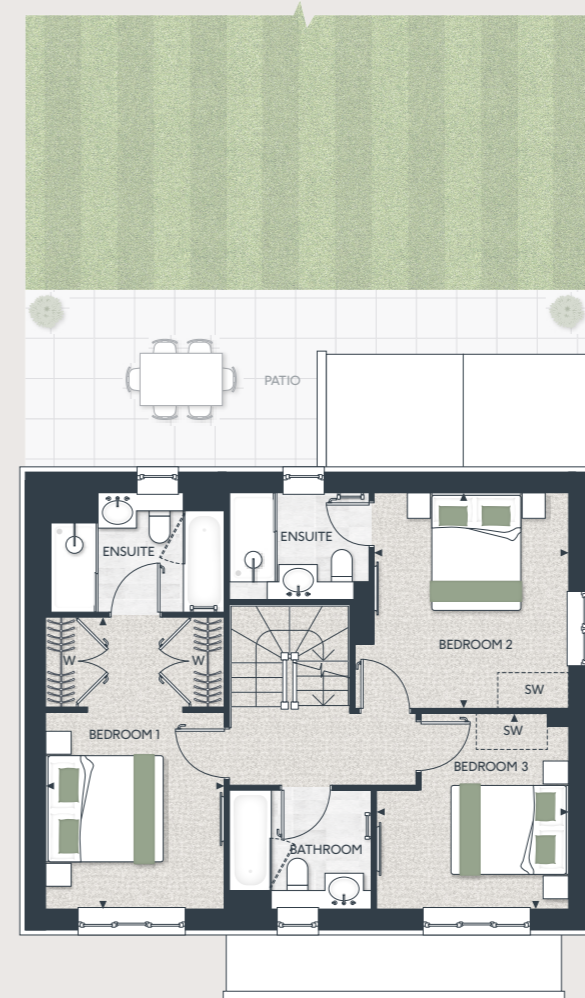 PATIO
ENSUITE
ENSUITE
BEDROOM 2
W
W
SW
SW
BEDROOM 1
BEDROOM 3
BATHROOM